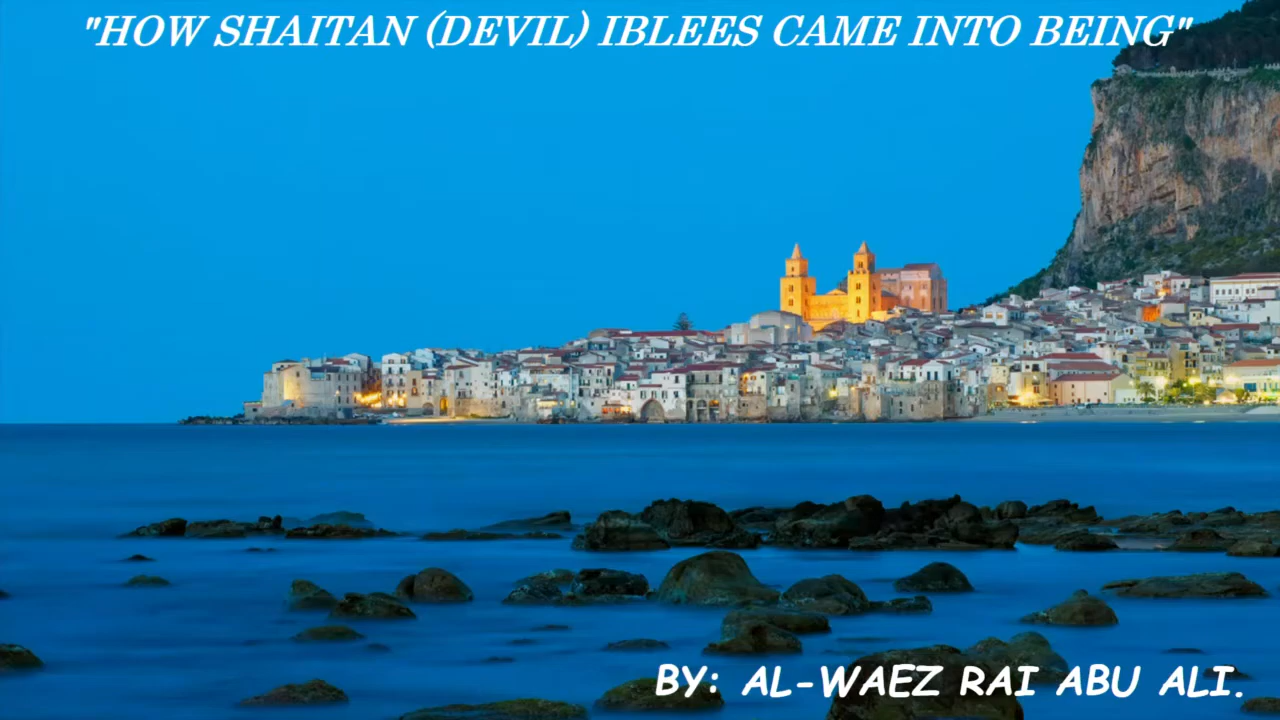 "HOW SHAITAN (DEVIL) IBLEES CAME INTO BEING"
BY: AL-WAEZ RAI ABU ALI.